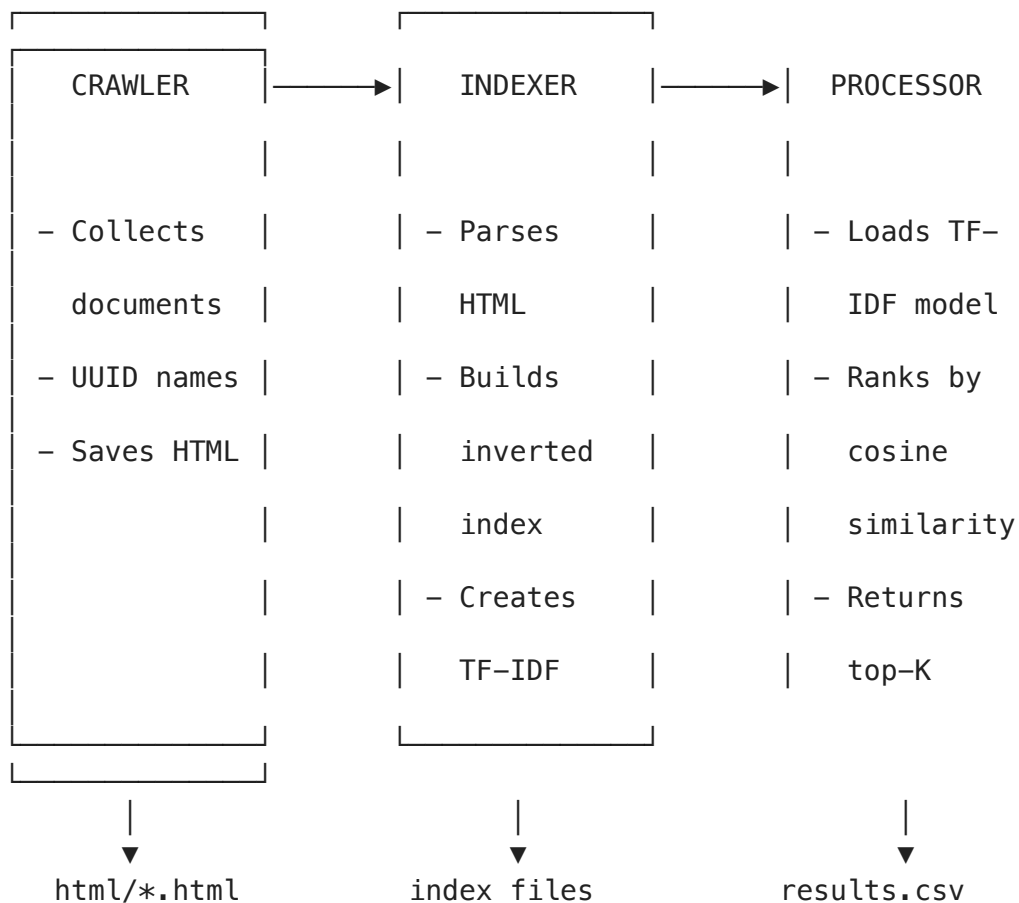 CRAWLER INDEXER PROCESSOR
- Collects - Parses - Loads TF-
documents HTML IDF model
- UUID names - Builds - Ranks by
- Saves HTML inverted cosine
index similarity
- Creates - Returns
TF-IDF top-K
html/*.html index files results.csv